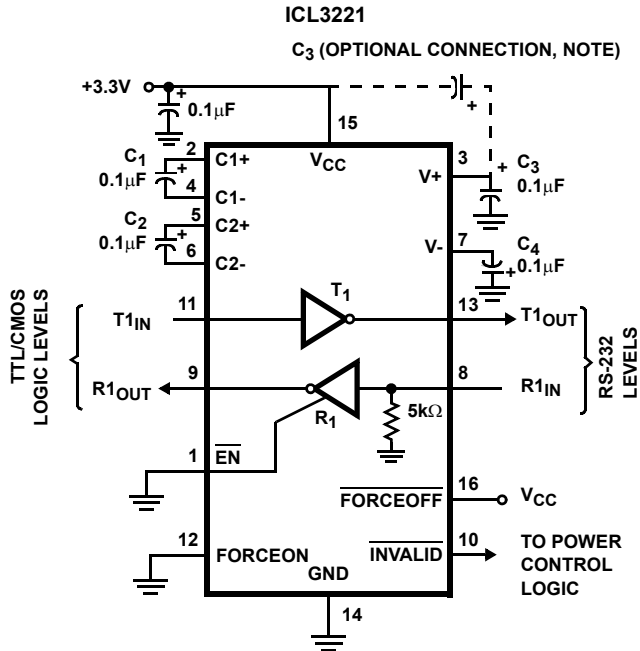 ICL3221
C3 (OPTIONAL CONNECTION, NOTE)
+3.3V
+
0.1µF
+
15
2
C1+
VCC
3
+
C1
0.1µF
+
4
C1-
V+
C3
0.1µF
C2
0.1µF
+
5
C2+
6
C2-
V-
7
C4
0.1µF
+
TTL/CMOS
LOGIC LEVELS
T1IN
11
T1
13
T1OUT
R1OUT
9
R1
8
R1IN
5kΩ
RS-232
LEVELS
1
EN
16
FORCEOFF
VCC
12
FORCEON
INVALID
10
TO POWER
CONTROL
LOGIC
GND
14